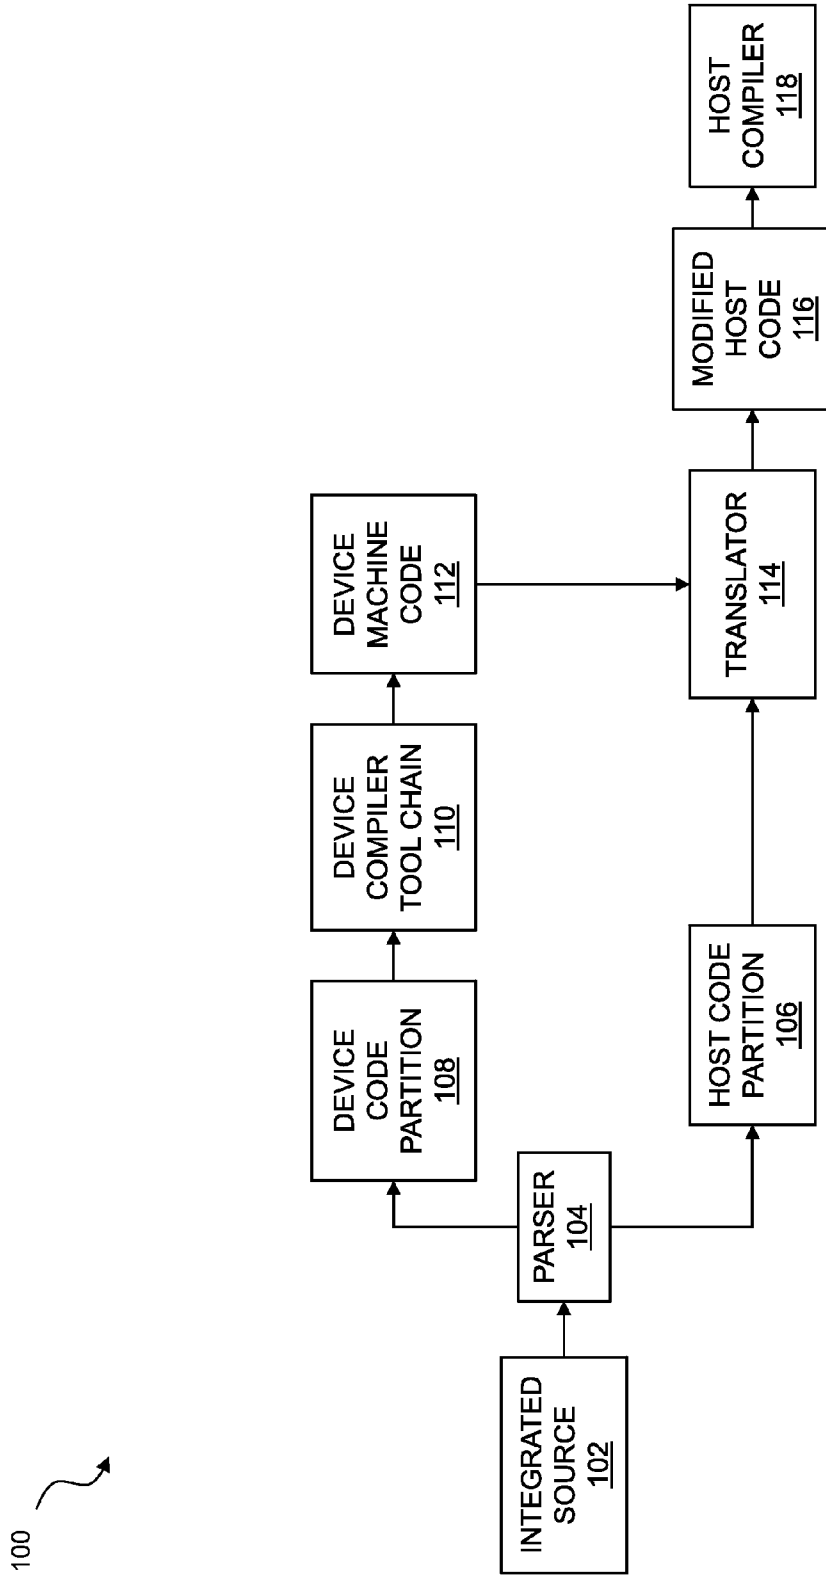 100
INTEGRATED
SOURCE
102
PARSER
104
DEVICE
CODE
PARTITION
108
DEVICE
COMPILER
TOOL CHAIN
110
DEVICE
MACHINE
CODE
112
HOST CODE
PARTITION
106
TRANSLATOR
114
MODIFIED
HOST
CODE
116
HOST
COMPILER
118